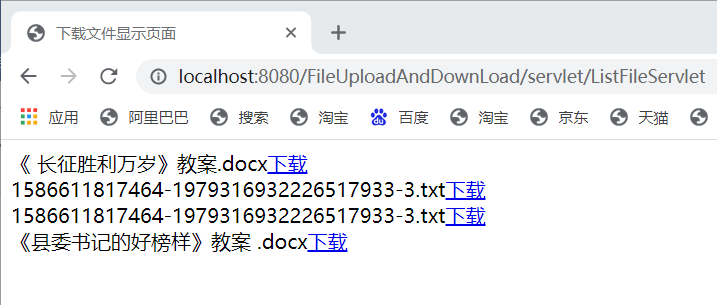 下载文件显示页面
localhost:8080/FileUploadAndDownLoad/servlet/ListFileServlet
应用 阿里巴巴 搜索 淘宝 百度 淘宝 京东 天猫
《 长征胜利万岁》教案.docx下载
1586611817464-1979316932226517933-3.txt下载
1586611817464-1979316932226517933-3.txt下载
《县委书记的好榜样》教案 .docx下载